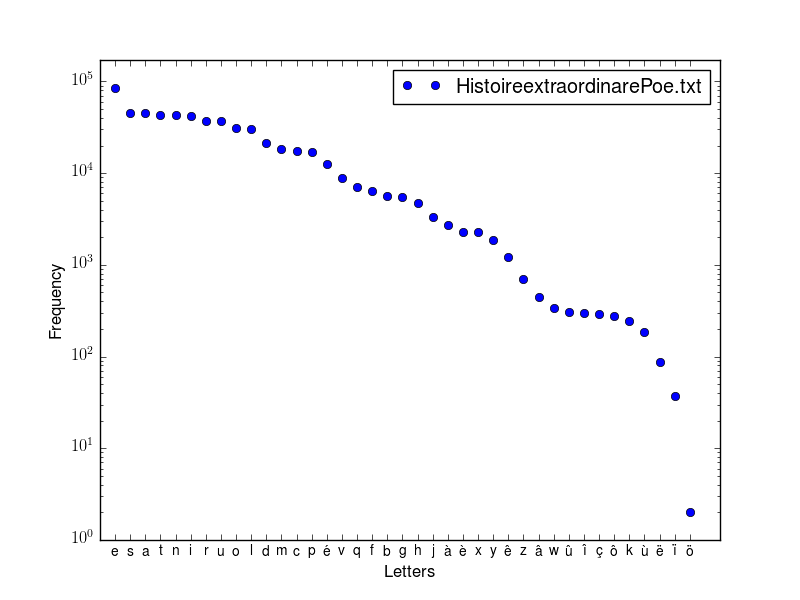 HistoireextraordinarePoe.txt
10^5
10^4
10^3
10^2
10^1
10^0
Frequency
e s a t n i r u o l d m c p é v q f b g h j à è x y ê z â w û î ç ô k ù ë ï ö
Letters